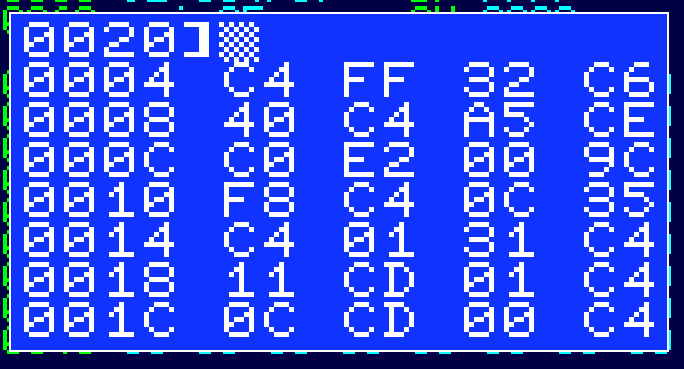 0020]
0004 C4 FF 32 C6
0008 40 C4 A5 CE
000C C0 E2 00 9C
0010 F8 C4 0C 35
0014 C4 01 31 C4
0018 11 CD 01 C4
001C 0C CD 00 C4